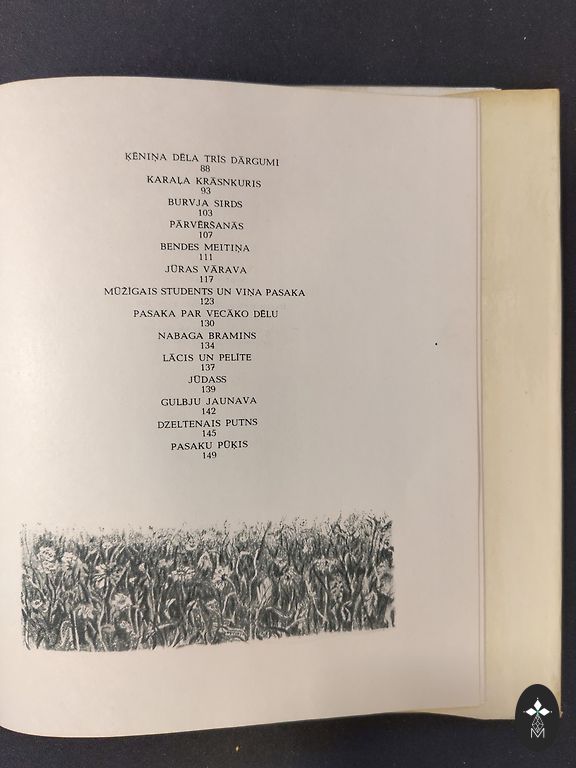 ĶĒNIŅA DĒLA TRĪS DĀRGUMI
88
KARAĻA KRĀSNKURIS
93
BURVJA SIRDS
103
PĀRVĒRŠANĀS
107
BENDES MEITIŅA
111
JŪRAS VĀRAVA
117
MŪŽĪGAIS STUDENTS UN VIŅA PASAKA
123
PASAKA PAR VECĀKO DĒLU
130
NABAGA BRAMINS
134
LĀCIS UN PELĪTE
137
JŪDASS
139
GULBJU JAUNAVA
142
DZELTENAIS PUTNS
145
PASAKU PŪĶIS
149
M